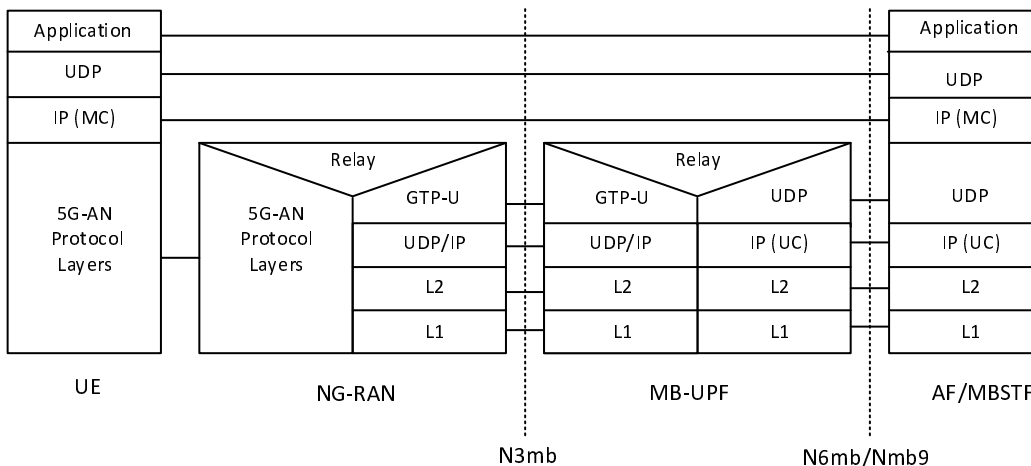 Application
UDP
IP (MC)
5G-AN
Protocol
Layers
UE
Relay
5G-AN
Protocol
Layers
GTP-U
UDP/IP
L2
L1
NG-RAN
N3mb
Relay
GTP-U
UDP/IP
L2
L1
UDP
IP (UC)
L2
L1
MB-UPF
N6mb/Nmb9
Application
UDP
IP (MC)
UDP
IP (UC)
L2
L1
AF/MBSTF